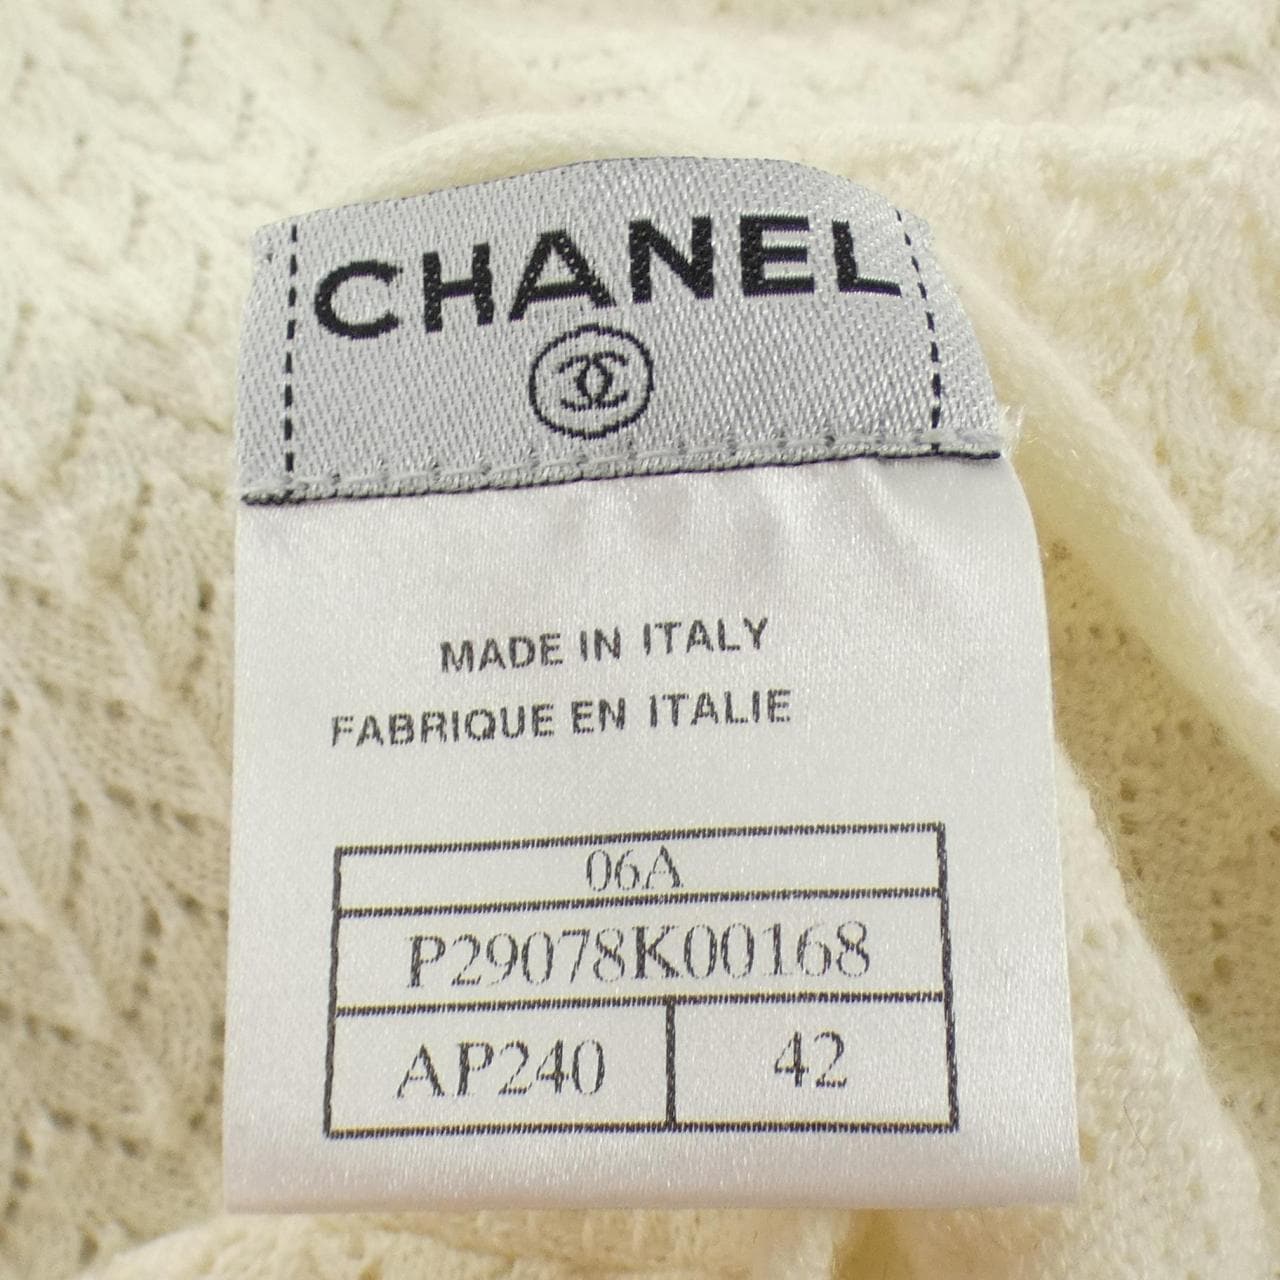 CHANEL
MADE IN ITALY
FABRIQUE EN ITALIE
06A
P29078K00168
AP240 42